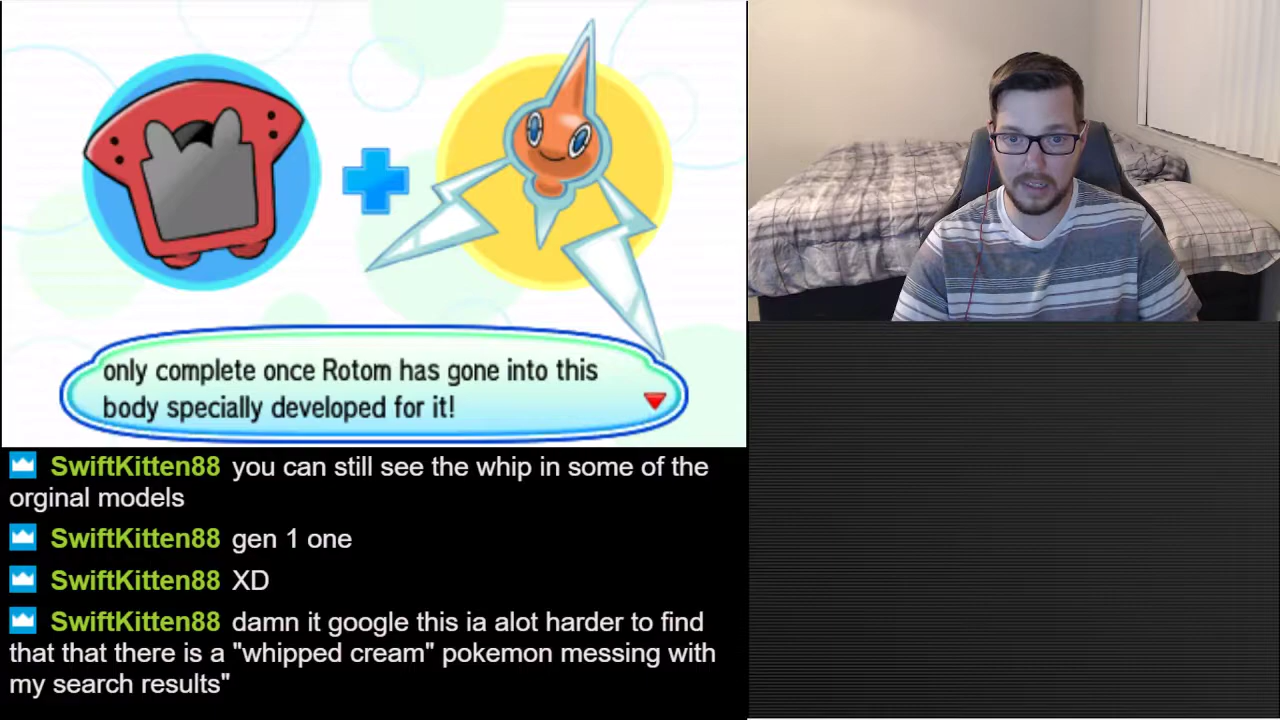 only complete once Rotom has gone into this
body specially developed for it!
SwiftKitten88 you can still see the whip in some of the
orginal models
SwiftKitten88 gen 1 one
SwiftKitten88 XD
SwiftKitten88 damn it google this ia alot harder to find
that that there is a "whipped cream" pokemon messing with
my search results"